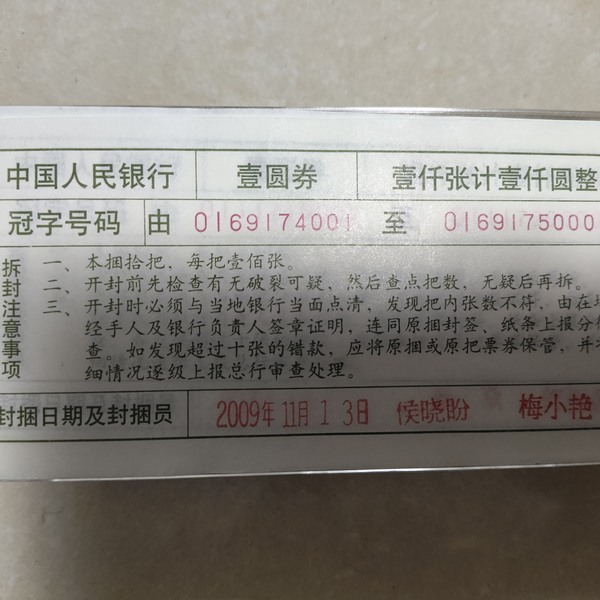 中国人民银行 壹圆券 壹仟张计壹仟圆整
冠字号码 由 0169174001 至 0169175000
拆封注意事项
一、本捆拾把，每把壹佰张。
二、开封前先检查有无破裂可疑，然后查点把数，无疑后再拆。
三、开封时必须与当地银行当面点清，发现把内张数不符，由在场
经手人及银行负责人签章证明，连同原捆封签、纸条上报分
查。如发现超过十张的错款，应将原捆或原把票券保管，并
细情况逐级上报总行审查处理。
封捆日期及封捆员 2009年11月13日 侯晓盼 梅小艳